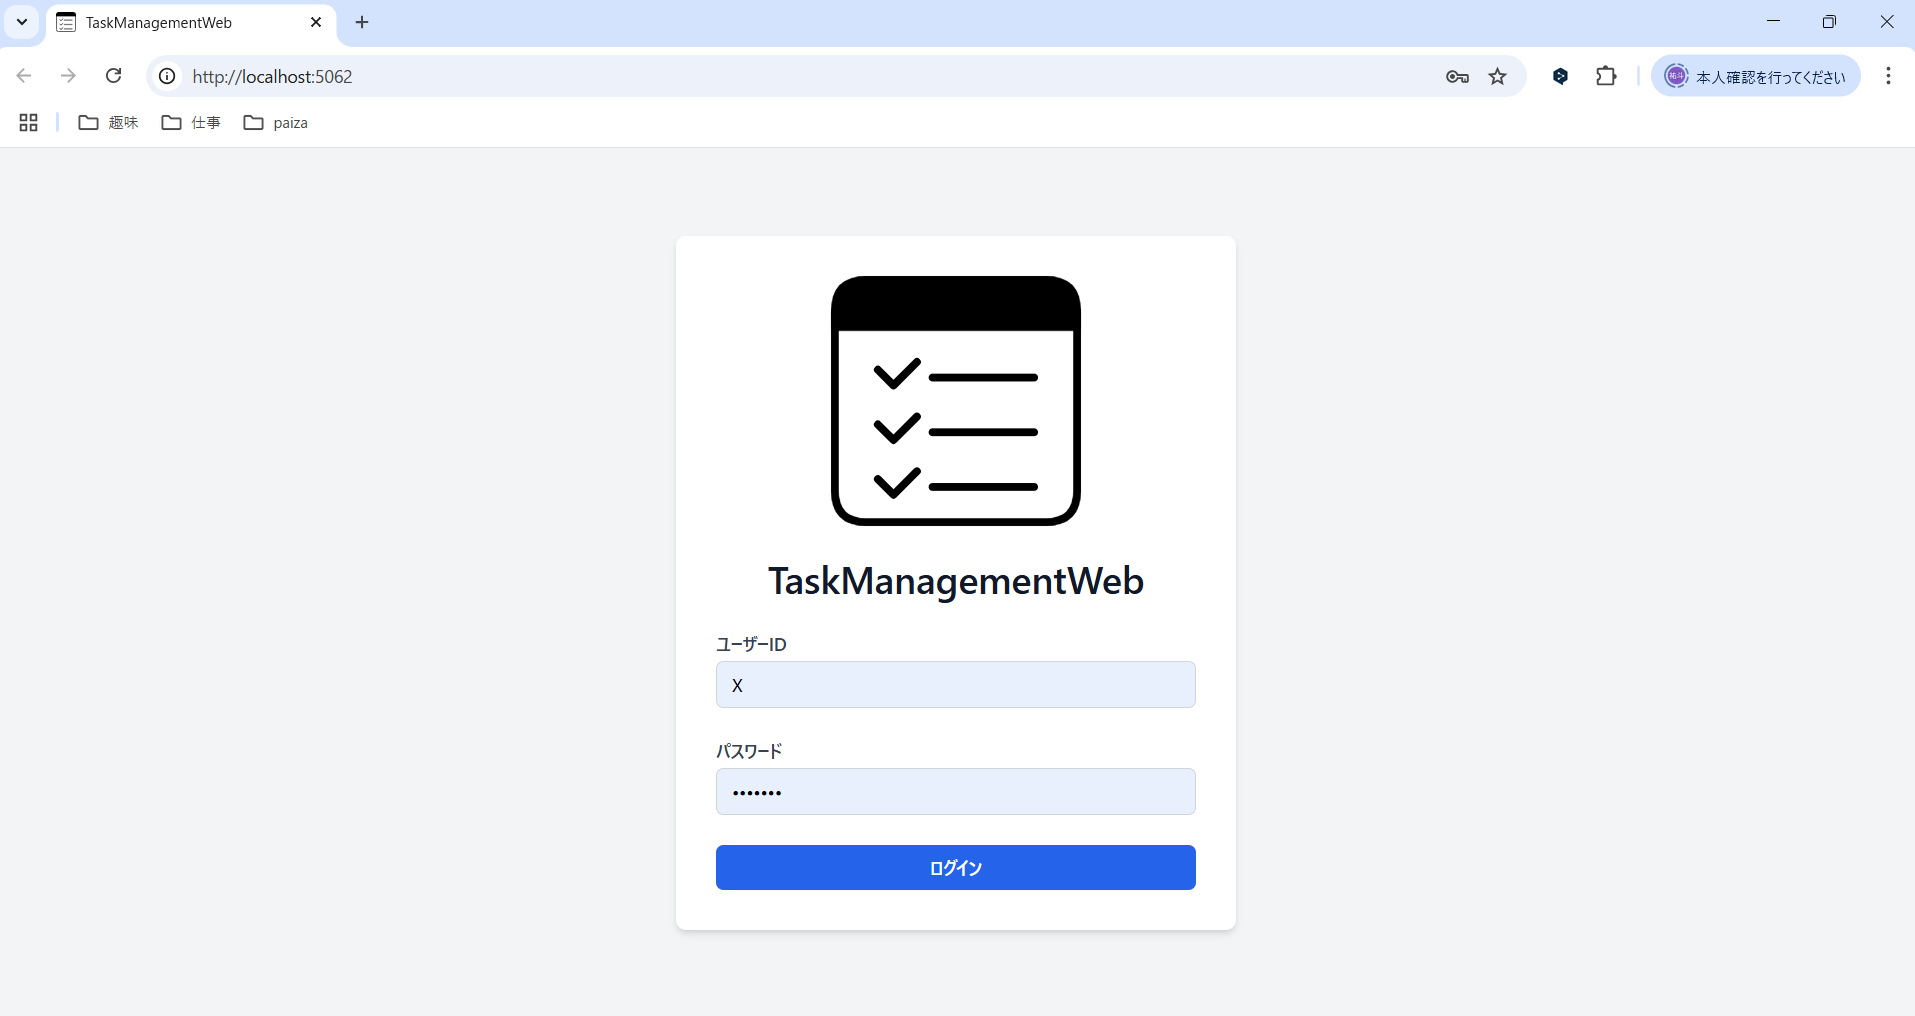 TaskManagementWeb
http://localhost:5062
本人確認を行ってください
趣味 仕事 paiza
TaskManagementWeb
ユーザーID
X
パスワード
•••••••
ログイン